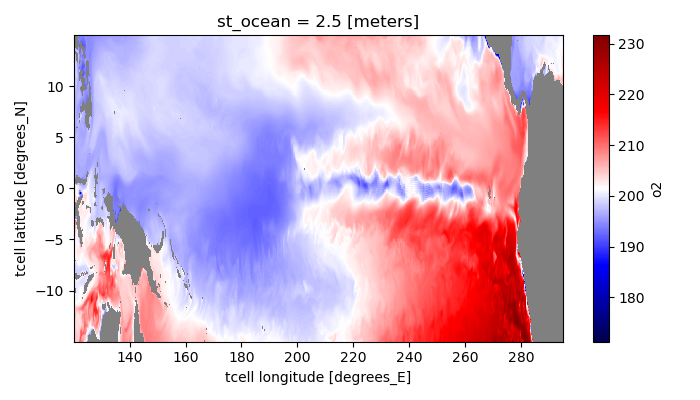 st_ocean = 2.5 [meters]
10
5
0
−5
−10
tcell latitude [degrees_N]
140 160 180 200 220 240 260 280
tcell longitude [degrees_E]
230
220
210
200
190
180
o2